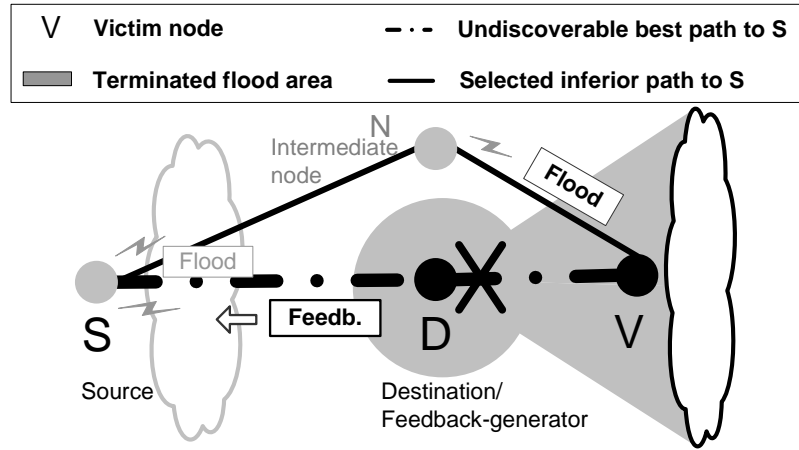 V Victim node
Undiscoverable best path to S
Terminated flood area
Selected inferior path to S
N
Intermediate
node
Flood
Flood
Feedb.
S
D
V
Source
Destination/
Feedback-generator